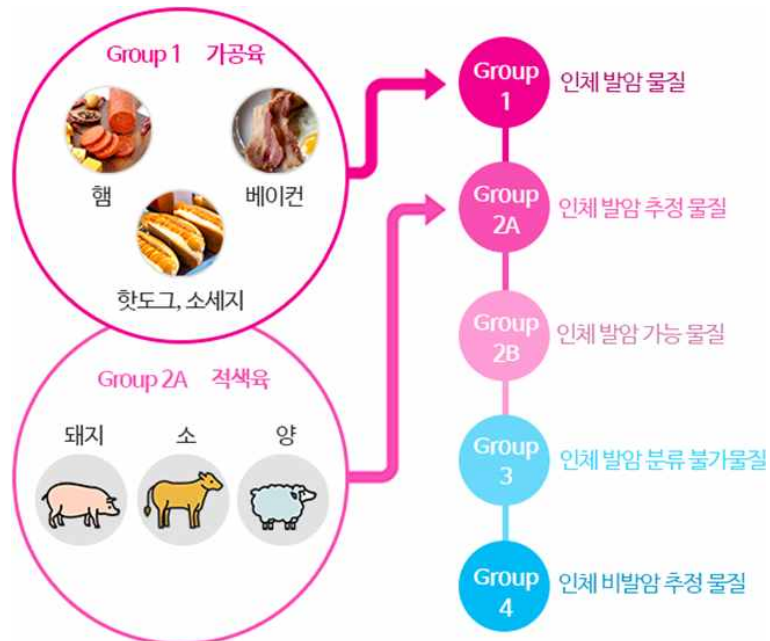 Group 1 가공육
햄
베이컨
핫도그, 소세지
Group 2A 적색육
돼지
소
양
Group
1
인체 발암 물질
Group
2A
인체 발암 추정 물질
Group
2B
인체 발암 가능 물질
Group
3
인체 발암 분류 불가물질
Group
4
인체 비발암 추정 물질